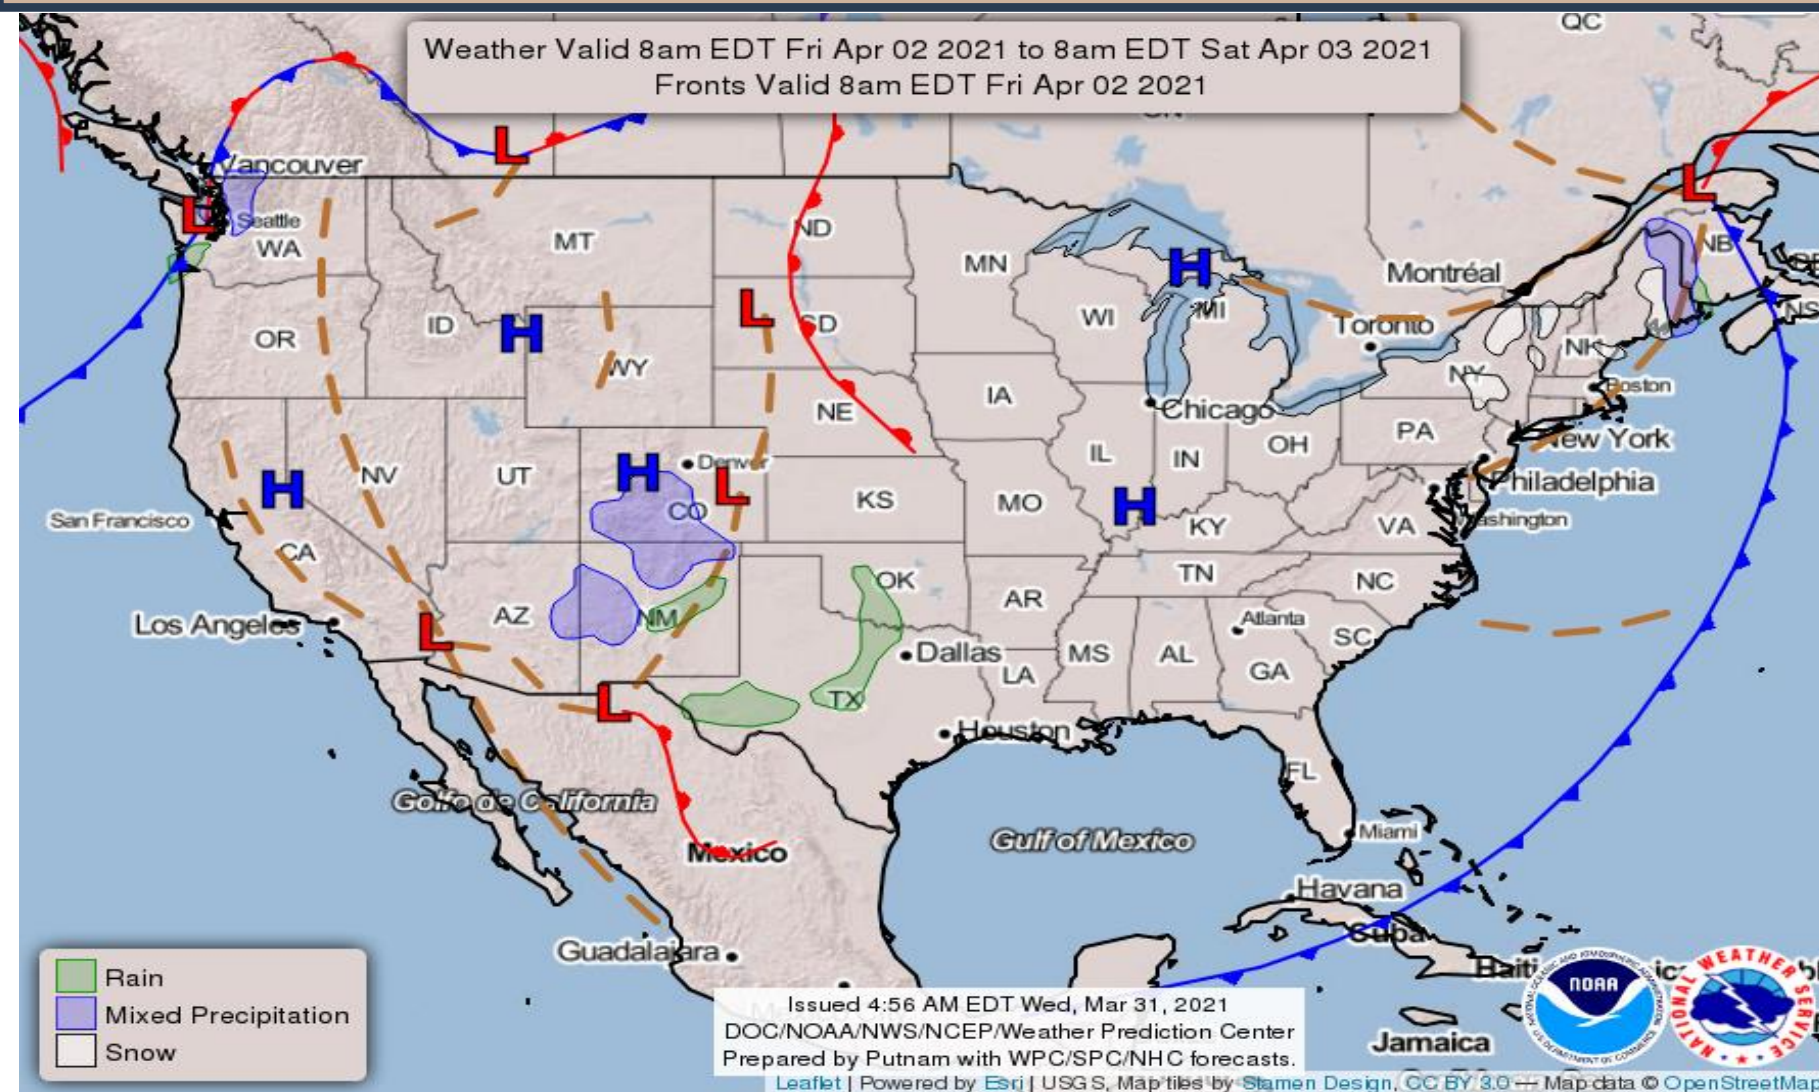 Weather Valid 8am EDT Fri Apr 02 2021 to 8am EDT Sat Apr 03 2021
Fronts Valid 8am EDT Fri Apr 02 2021
QC
Vancouver
L
L
L
Seattle
WA
MT
ND
MN
H
Montréal
NB
NS
OR
ID
H
L
SD
WI
MI
Toronto
WY
NE
IA
NY
Boston
Chicago
PA
New York
H
NV
UT
H
Denver
L
CO
KS
MO
IL
IN
OH
H
KY
VA
Philadelphia
San Francisco
CA
Los Angeles
L
AZ
NM
OK
AR
TN
NC
Atlanta
SC
Dallas
MS
AL
GA
LA
L
TX
Houston
FL
Golfo de California
Gulf of Mexico
Miami
Mexico
Havana
Cuba
Guadalajara
Haiti
Jamaica
Rain
Mixed Precipitation
Snow
Issued 4:56 AM EDT Wed, Mar 31, 2021
DOC/NOAA/NWS/NCEP/Weather Prediction Center
Prepared by Putnam with WPC/SPC/NHC forecasts.
NOAA
NATIONAL WEATHER SERVICE
Leaflet | Powered by Esri | USGS, Map tiles by Stamen Design, CC BY 3.0 — Map data © OpenStreetMap